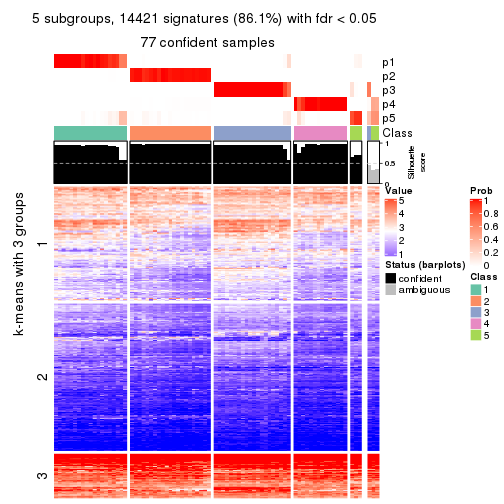 5 subgroups, 14421 signatures (86.1%) with fdr < 0.05
77 confident samples
p1
p2
p3
p4
p5
Class
1
0.5
0
Silhouette
score
k-means with 3 groups
1
2
3
Value
5
4
3
2
1
Status (barplots)
confident
ambiguous
Prob
1
0.8
0.6
0.4
0.2
0
Class
1
2
3
4
5